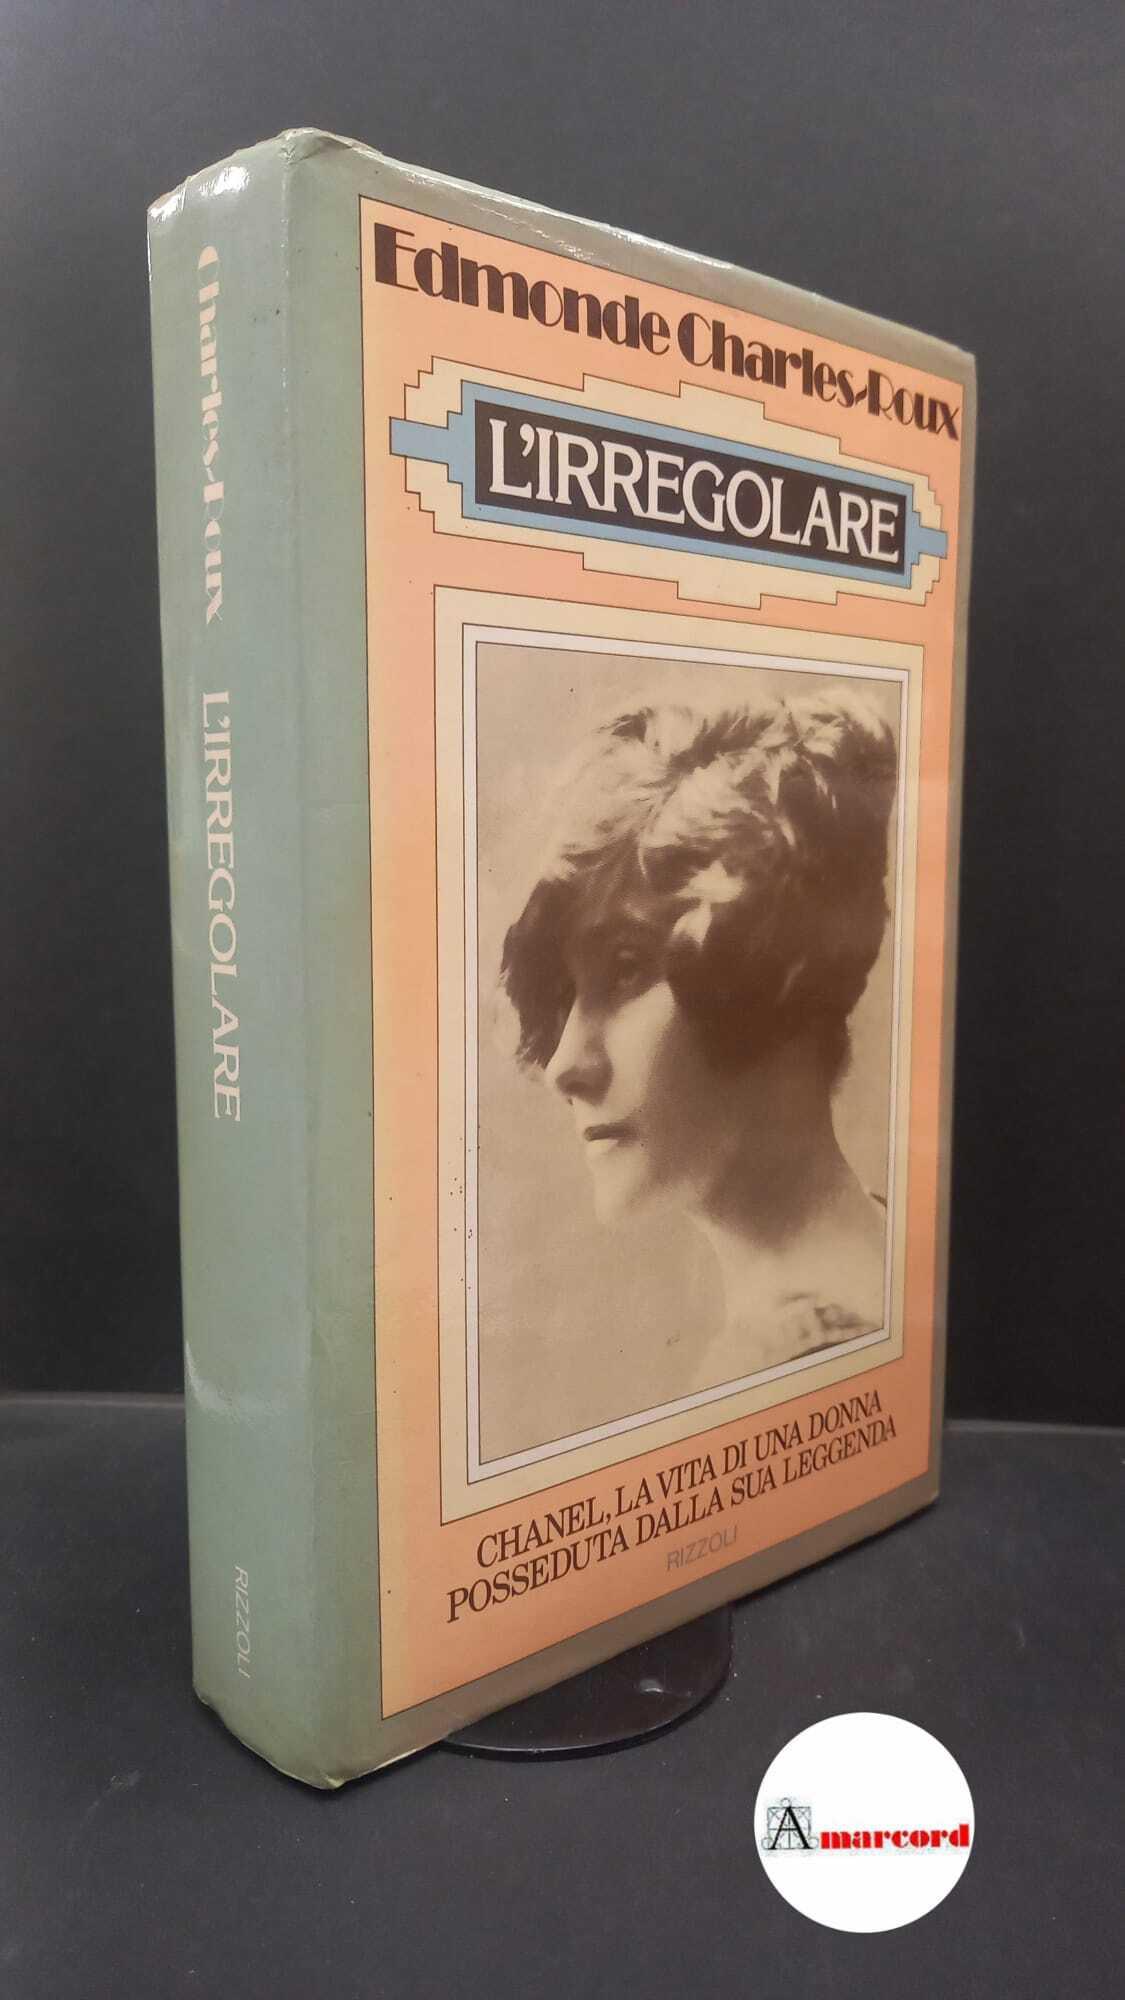 Charles-Roux L'IRREGOLARE RIZZOLI
Edmonde Charles-Roux
L'IRREGOLARE
CHANEL, LA VITA DI UNA DONNA
POSSEDUTA DALLA SUA LEGGENDA
RIZZOLI
Amarcord